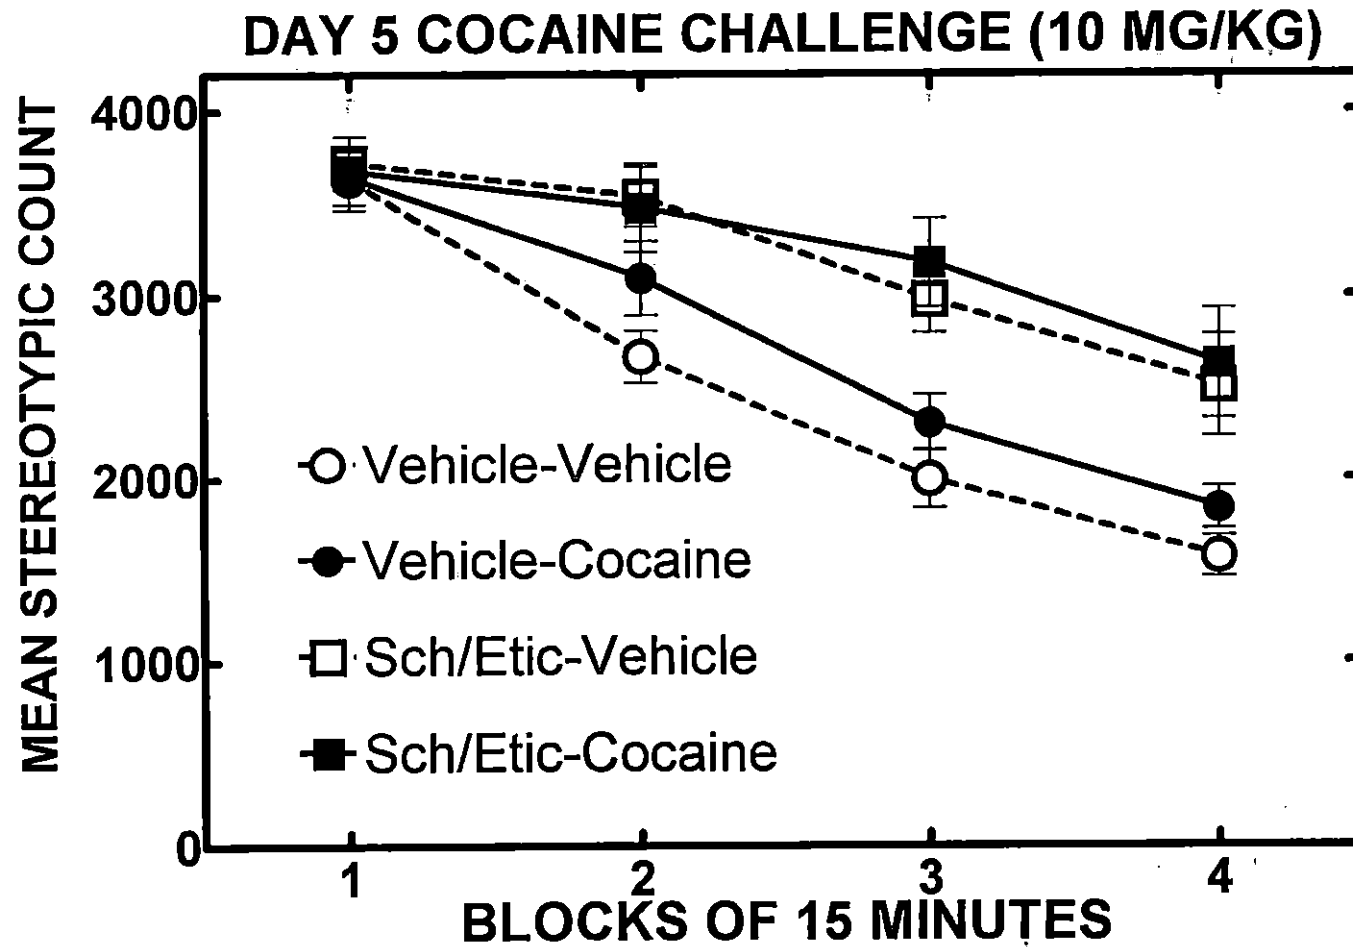 DAY 5 COCAINE CHALLENGE (10 MG/KG)
MEAN STEREOTYPIC COUNT
4000
3000
2000
1000
0
Vehicle-Vehicle
Vehicle-Cocaine
Sch/Etic-Vehicle
Sch/Etic-Cocaine
1 2 3 4
BLOCKS OF 15 MINUTES